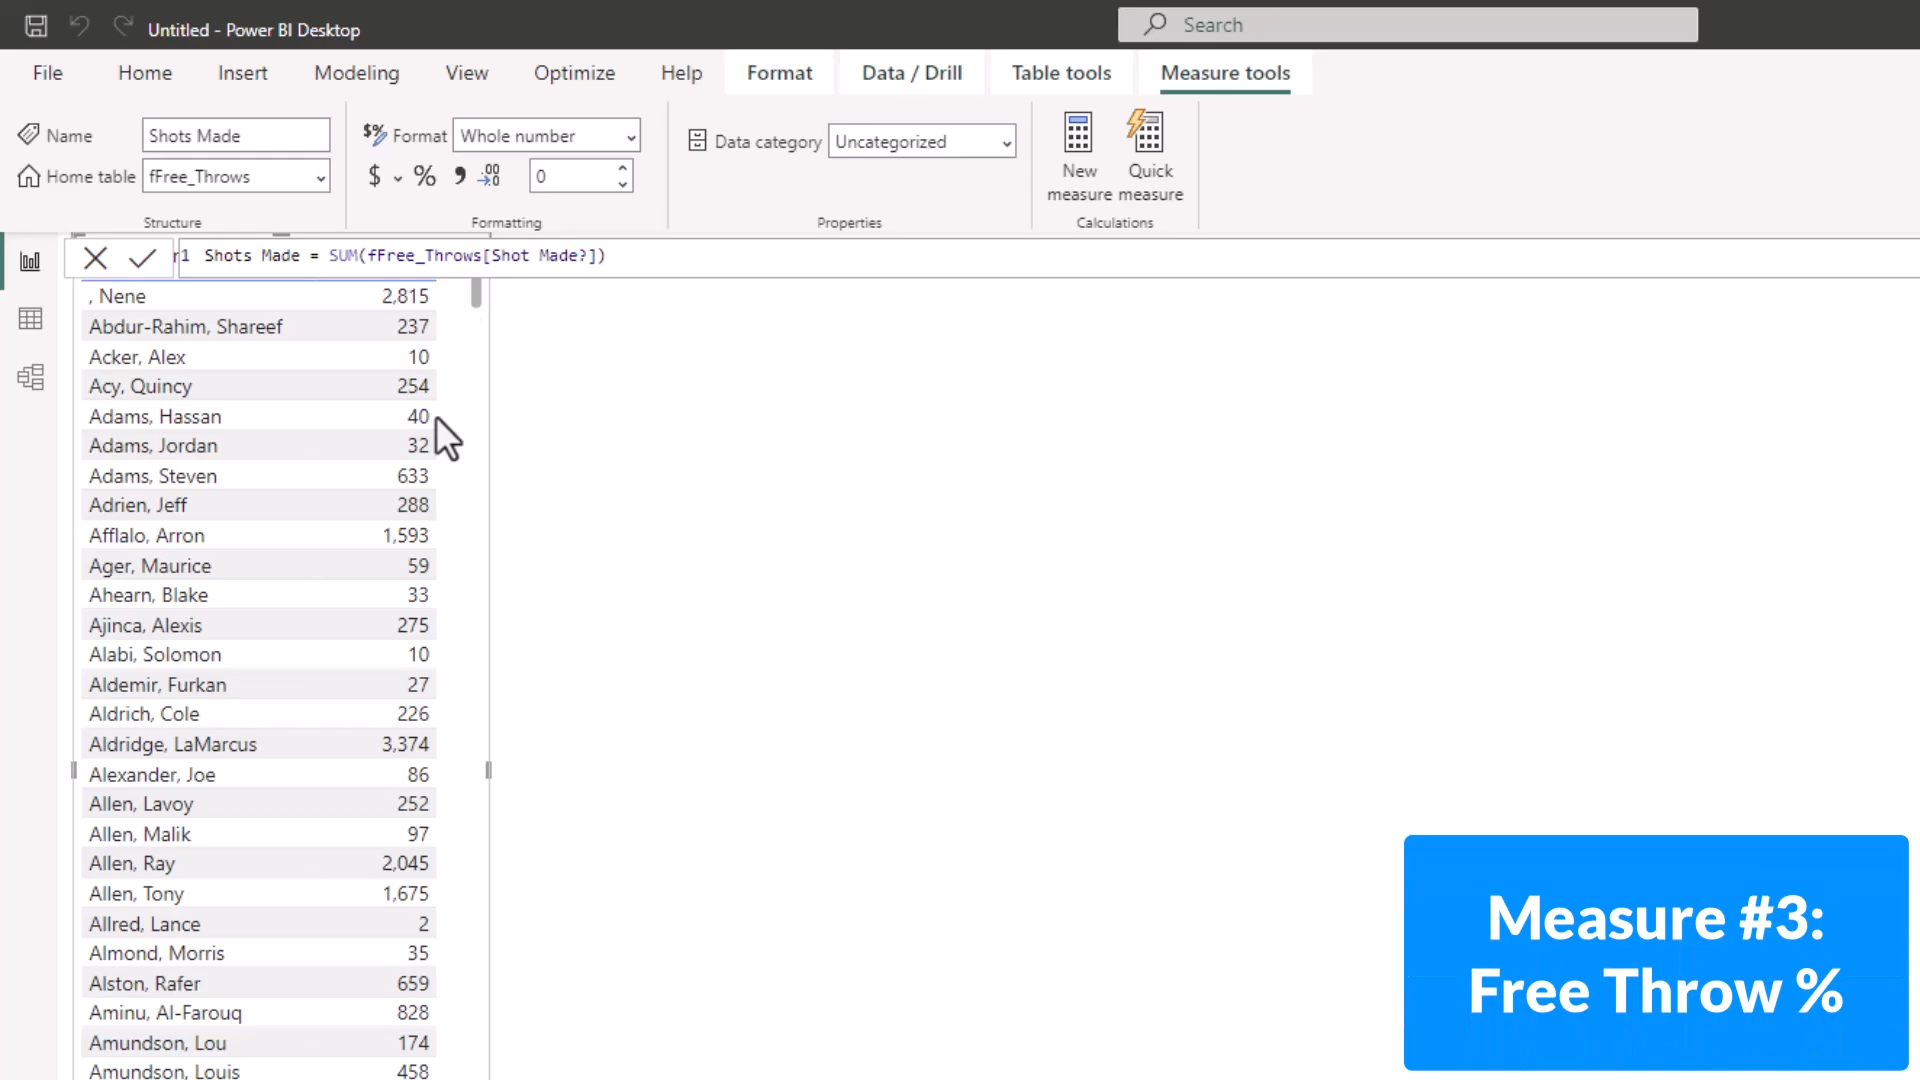 Untitled - Power BI Desktop
Search
File Home Insert Modeling View Optimize Help Format Data / Drill Table tools Measure tools
Name Shots Made
Home table fFree_Throws
Structure
Format Whole number
$ % 9 .00 0
Formatting
Data category Uncategorized
Properties
New measure
Quick measure
Calculations
1 Shots Made = SUM(fFree_Throws[Shot Made?])
, Nene 2,815
Abdur-Rahim, Shareef 237
Acker, Alex 10
Acy, Quincy 254
Adams, Hassan 40
Adams, Jordan 32
Adams, Steven 633
Adrien, Jeff 288
Afflalo, Arron 1,593
Ager, Maurice 59
Ahearn, Blake 33
Ajinca, Alexis 275
Alabi, Solomon 10
Aldemir, Furkan 27
Aldrich, Cole 226
Aldridge, LaMarcus 3,374
Alexander, Joe 86
Allen, Lavoy 252
Allen, Malik 97
Allen, Ray 2,045
Allen, Tony 1,675
Allred, Lance 2
Almond, Morris 35
Alston, Rafer 659
Aminu, Al-Farouq 828
Amundson, Lou 174
Amundson, Louis 458
Measure #3:
Free Throw %